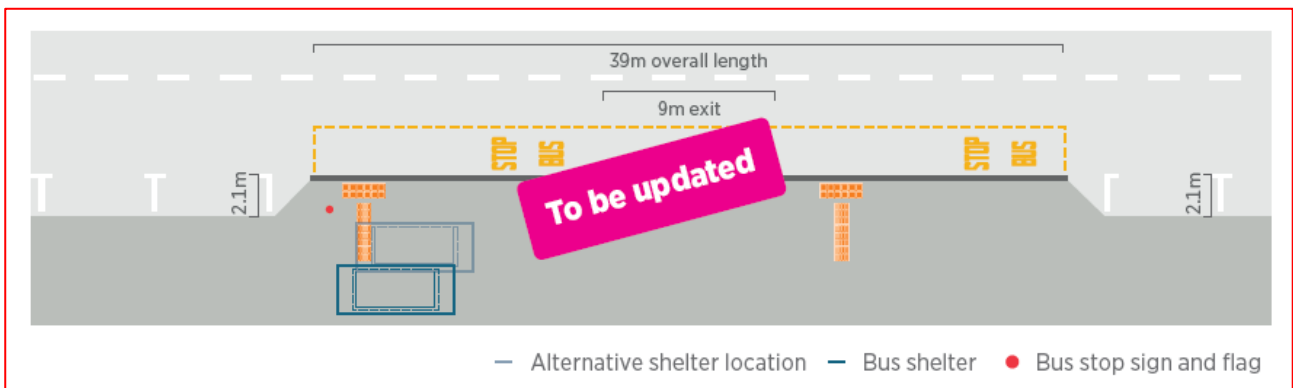 39m overall length
9m exit
STOP
BUS
STOP
BUS
To be updated
2.1m
2.1m
Alternative shelter location
Bus shelter
Bus stop sign and flag